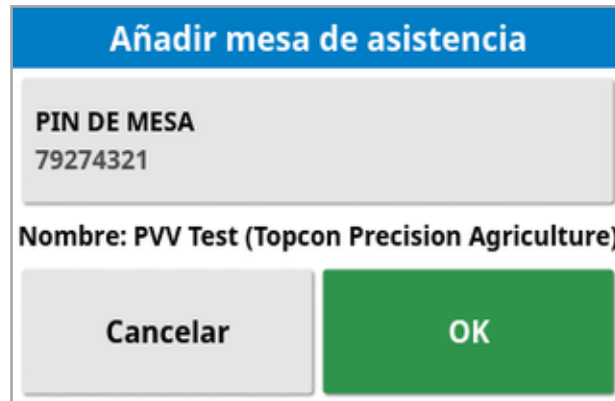 Añadir mesa de asistencia
PIN DE MESA
79274321
Nombre: PVV Test (Topcon Precision Agriculture)
Cancelar
OK